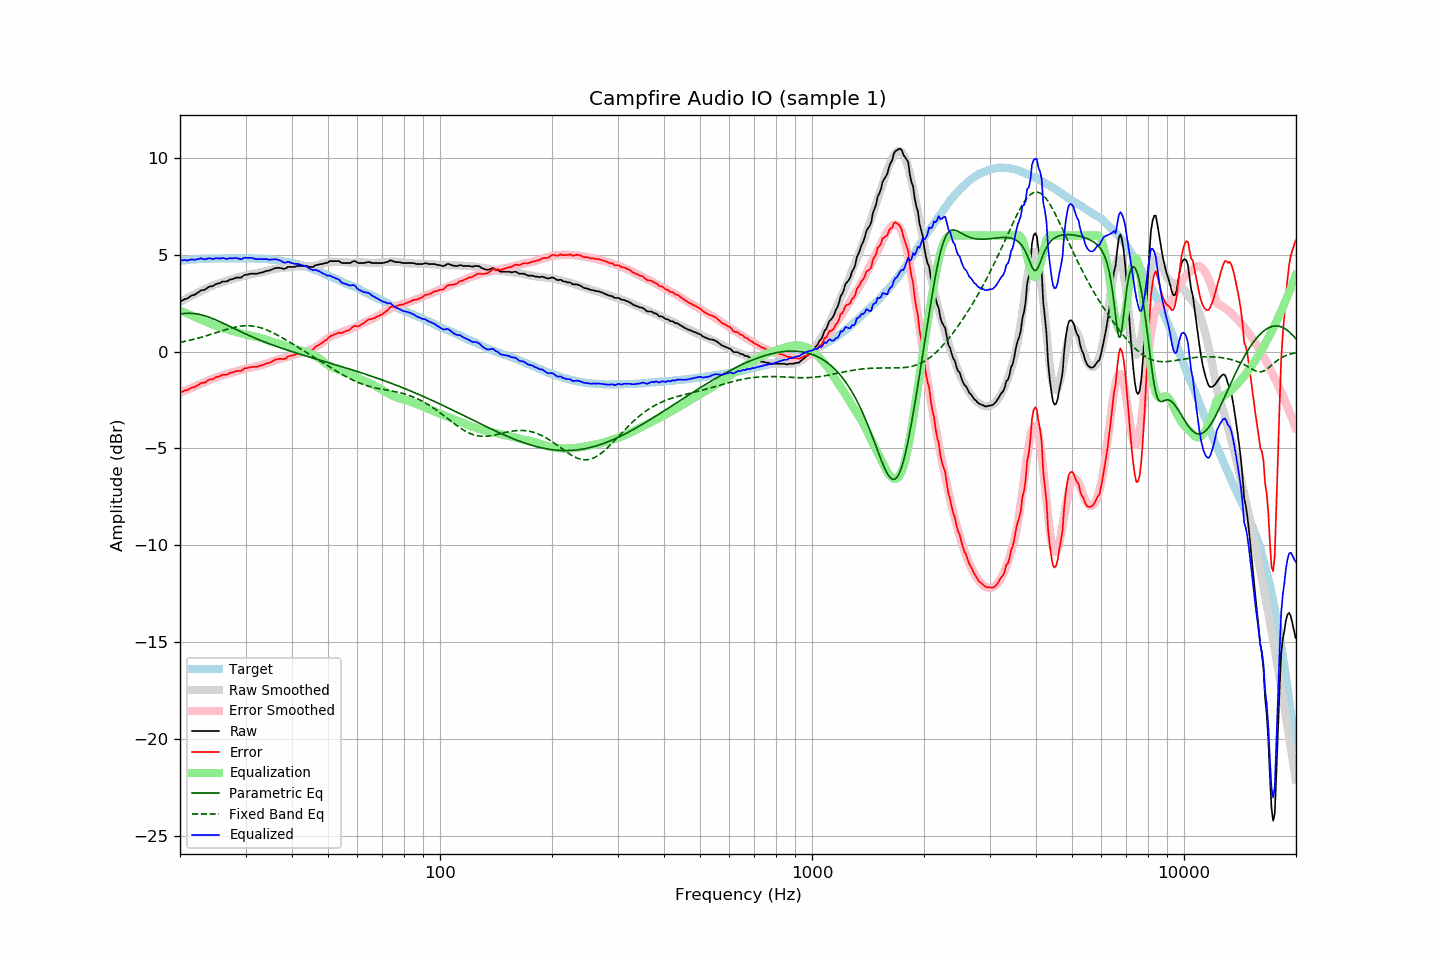 Campfire Audio IO (sample 1)
10
5
0
−5
−10
−15
−20
−25
Amplitude (dBr)
Target
Raw Smoothed
Error Smoothed
Raw
Error
Equalization
Parametric Eq
Fixed Band Eq
Equalized
100 1000 10000
Frequency (Hz)